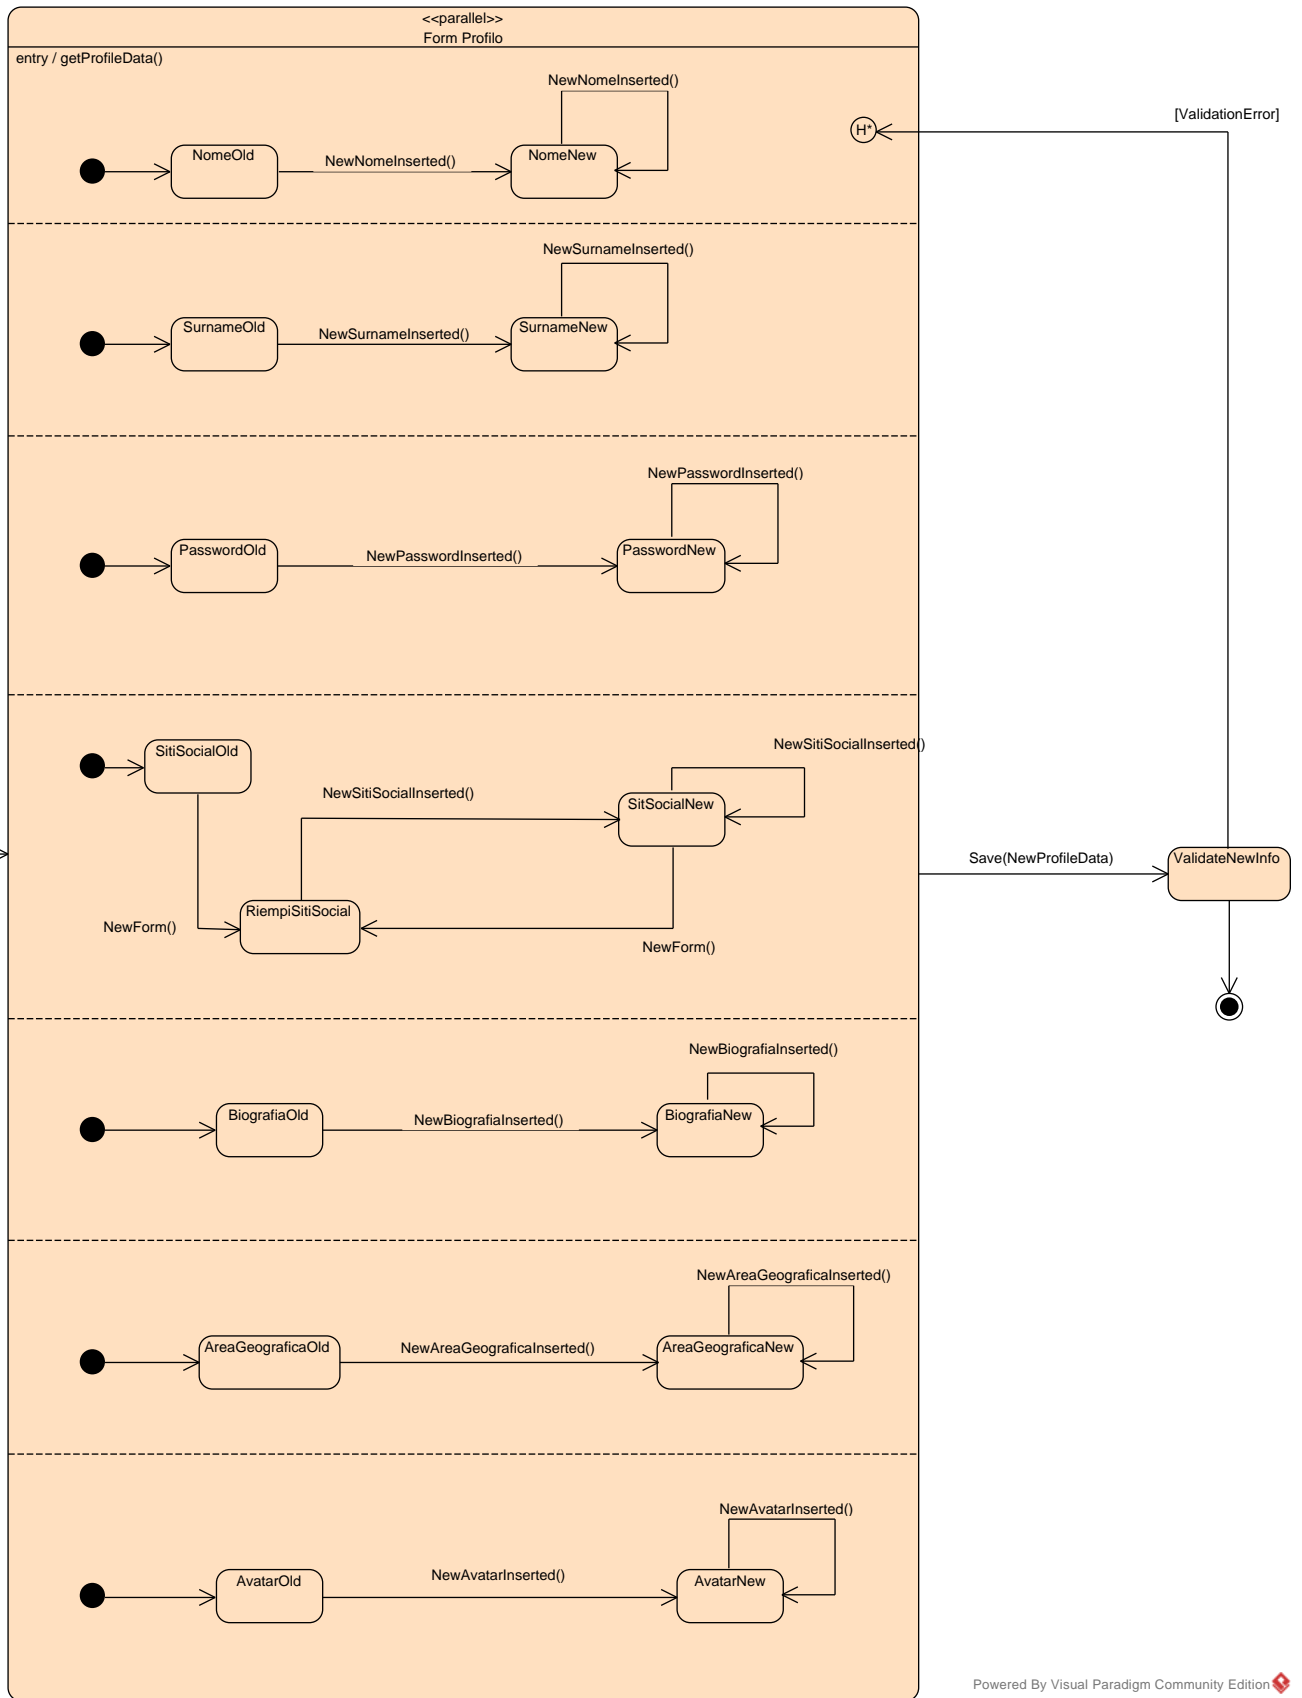 <<parallel>>
Form Profilo
entry / getProfileData()
NewNomeInserted()
[ValidationError]
H*
NomeOld
NewNomeInserted()
NomeNew
NewSurnameInserted()
SurnameOld
NewSurnameInserted()
SurnameNew
NewPasswordInserted()
PasswordOld
NewPasswordInserted()
PasswordNew
NewSitiSocialInserted()
SitiSocialOld
NewSitiSocialInserted()
SitSocialNew
Save(NewProfileData)
ValidateNewInfo
RiempiSitiSocial
NewForm()
NewForm()
NewBiografiaInserted()
BiografiaOld
NewBiografiaInserted()
BiografiaNew
NewAreaGeograficaInserted()
AreaGeograficaOld
NewAreaGeograficaInserted()
AreaGeograficaNew
NewAvatarInserted()
AvatarOld
NewAvatarInserted()
AvatarNew
Powered By Visual Paradigm Community Edition